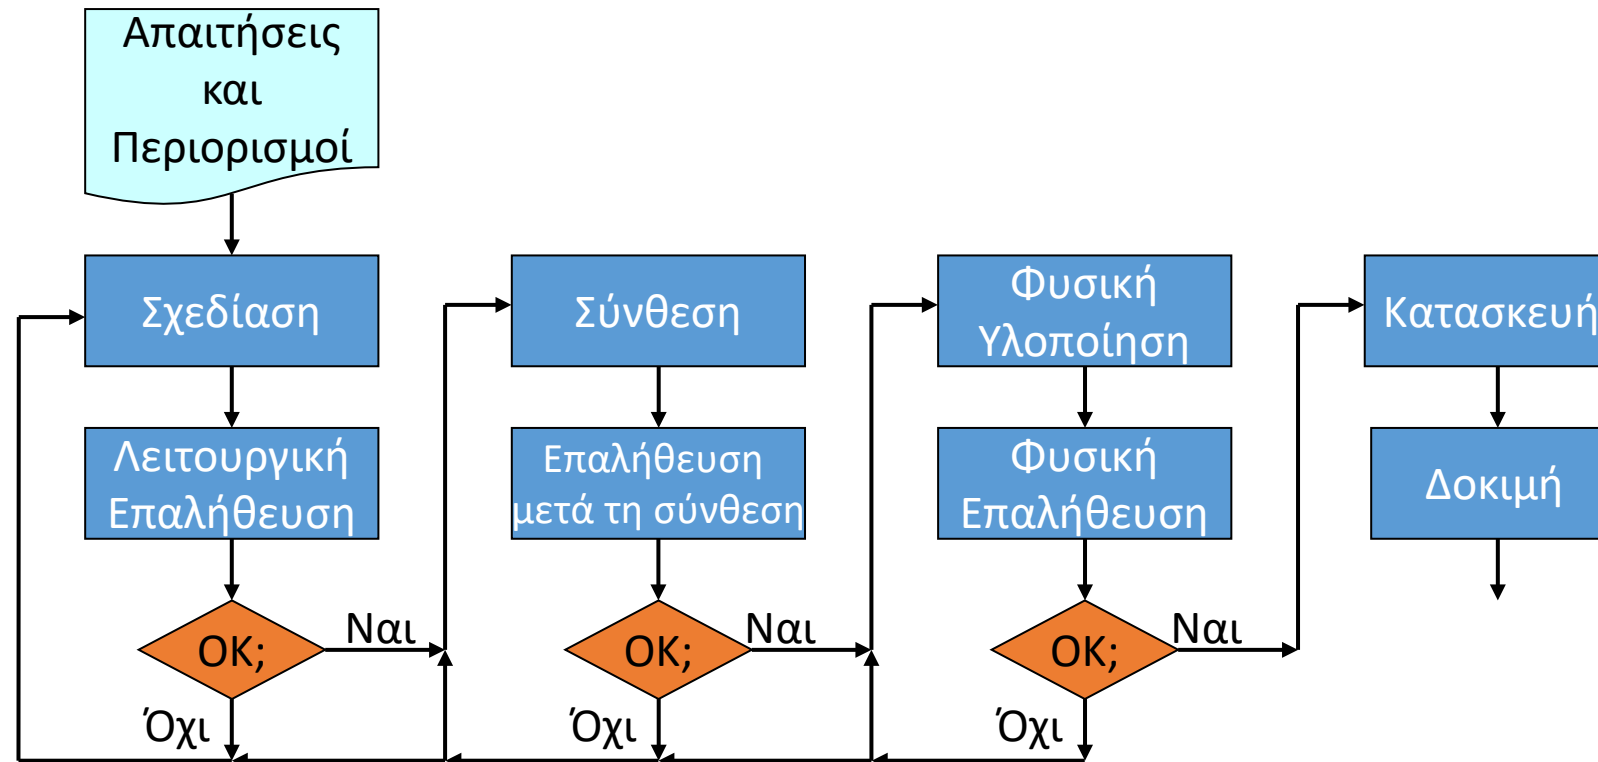 Απαιτήσεις
και
Περιορισμοί
Σχεδίαση
Σύνθεση
Φυσική
Υλοποίηση
Κατασκευή
Λειτουργική
Επαλήθευση
Επαλήθευση
μετά τη σύνθεση
Φυσική
Επαλήθευση
Δοκιμή
ΟΚ;
Ναι
ΟΚ;
Ναι
ΟΚ;
Ναι
Όχι
Όχι
Όχι